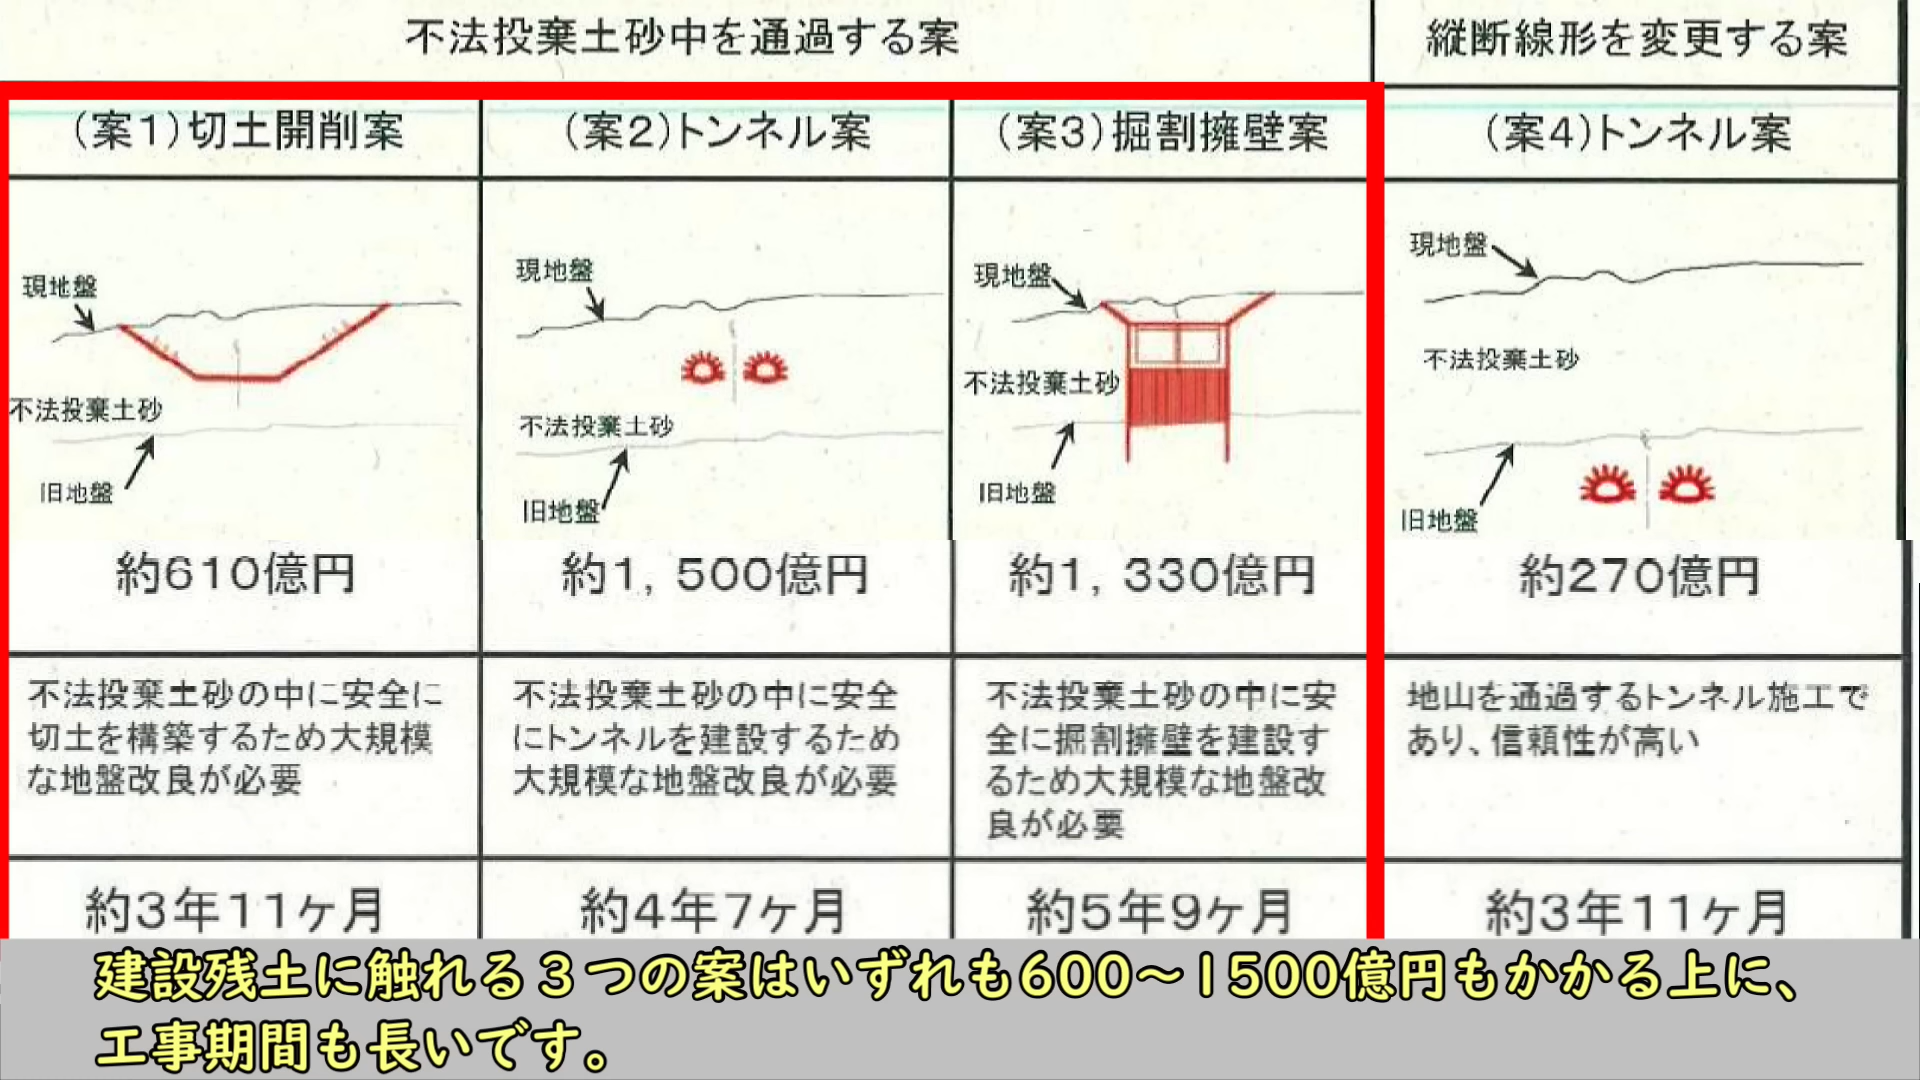 不法投棄土砂中を通過する案
縦断線形を変更する案
（案1）切土開削案
（案2）トンネル案
（案3）掘割擁壁案
（案4）トンネル案
現地盤
不法投棄土砂
旧地盤
現地盤
不法投棄土砂
旧地盤
現地盤
不法投棄土砂
旧地盤
現地盤
不法投棄土砂
旧地盤
約610億円
約1，500億円
約1，330億円
約270億円
不法投棄土砂の中に安全に
切土を構築するため大規模
な地盤改良が必要
不法投棄土砂の中に安全
にトンネルを建設するため
大規模な地盤改良が必要
不法投棄土砂の中に安
全に掘割擁壁を建設す
るため大規模な地盤改
良が必要
地山を通過するトンネル施工で
あり、信頼性が高い
約3年11ヶ月
約4年7ヶ月
約5年9ヶ月
約3年11ヶ月
建設残土に触れる３つの案はいずれも600～1500億円もかかる上に、
工事期間も長いです。